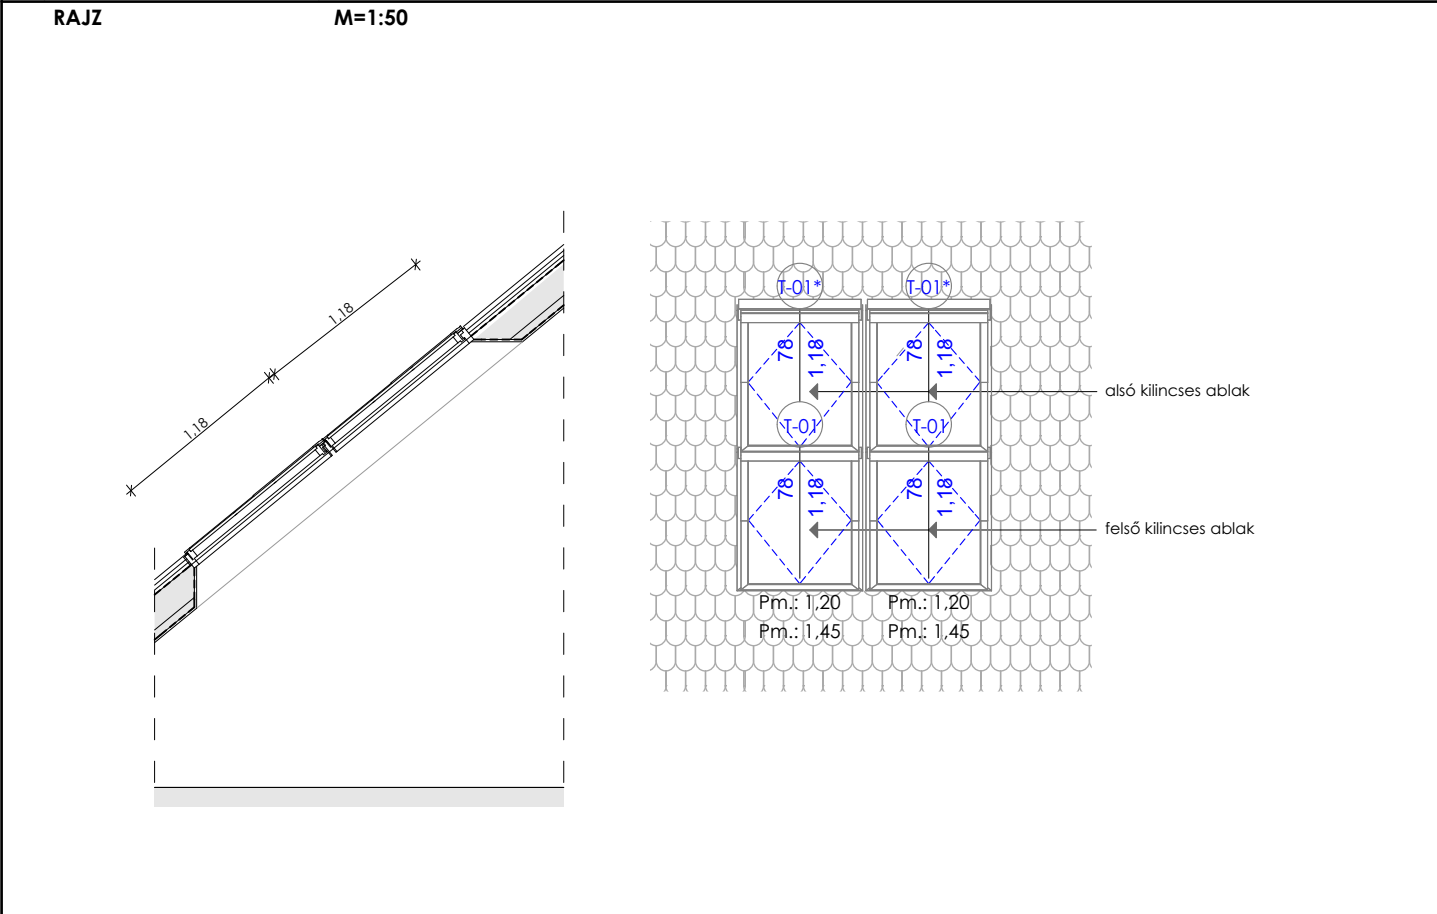 RAJZ M=1:50
1,18
1,18
T-01* T-01*
78 1,18 78 1,18
alsó kilincses ablak
T-01 T-01
78 1,18 78 1,18
felső kilincses ablak
Pm.: 1,20 Pm.: 1,20
Pm.: 1,45 Pm.: 1,45